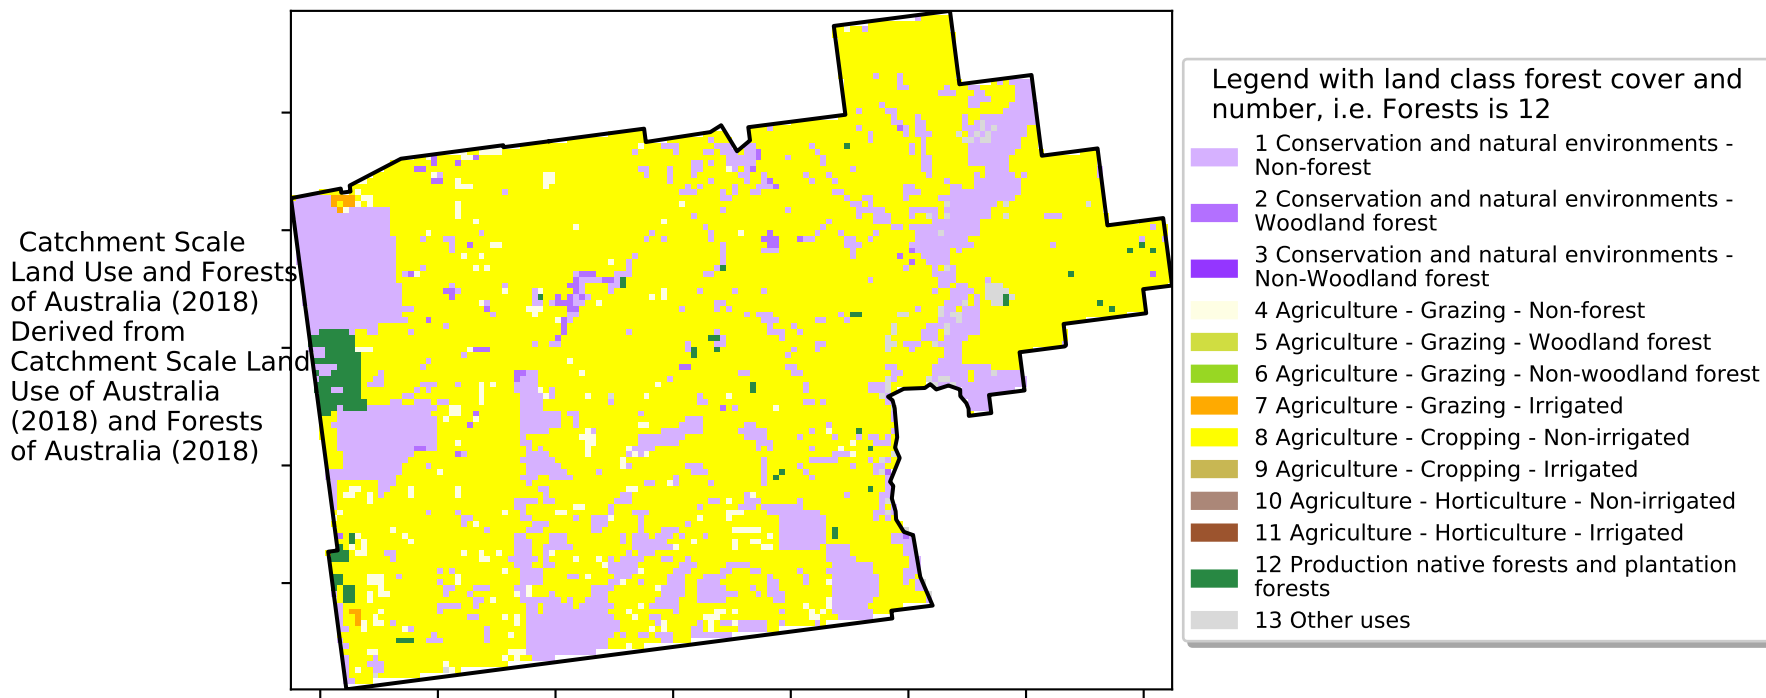 Catchment Scale
Land Use and Forests
of Australia (2018)
Derived from
Catchment Scale Land
Use of Australia
(2018) and Forests
of Australia (2018)
Legend with land class forest cover and
number, i.e. Forests is 12
1 Conservation and natural environments -
Non-forest
2 Conservation and natural environments -
Woodland forest
3 Conservation and natural environments -
Non-Woodland forest
4 Agriculture - Grazing - Non-forest
5 Agriculture - Grazing - Woodland forest
6 Agriculture - Grazing - Non-woodland forest
7 Agriculture - Grazing - Irrigated
8 Agriculture - Cropping - Non-irrigated
9 Agriculture - Cropping - Irrigated
10 Agriculture - Horticulture - Non-irrigated
11 Agriculture - Horticulture - Irrigated
12 Production native forests and plantation
forests
13 Other uses